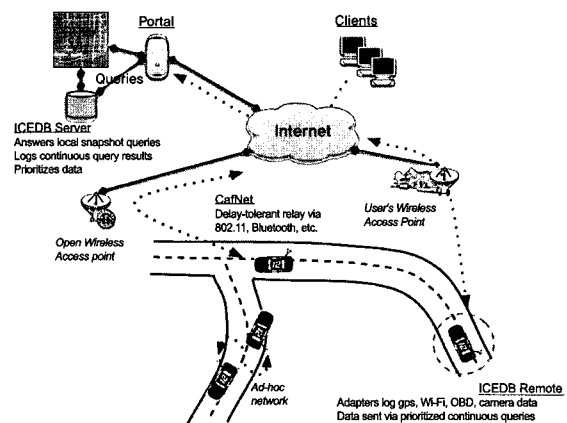 Portal
Clients
Queries
ICEDB Server
Answers local snapshot queries
Logs continuous query results
Prioritizes data
Internet
CafNet
Delay-tolerant relay via
802.11, Bluetooth, etc.
User's Wireless
Access Point
Open Wireless
Access point
Ad-hoc
network
ICEDB Remote
Adapters log gps, Wi-Fi, OBD, camera data
Data sent via prioritized continuous queries